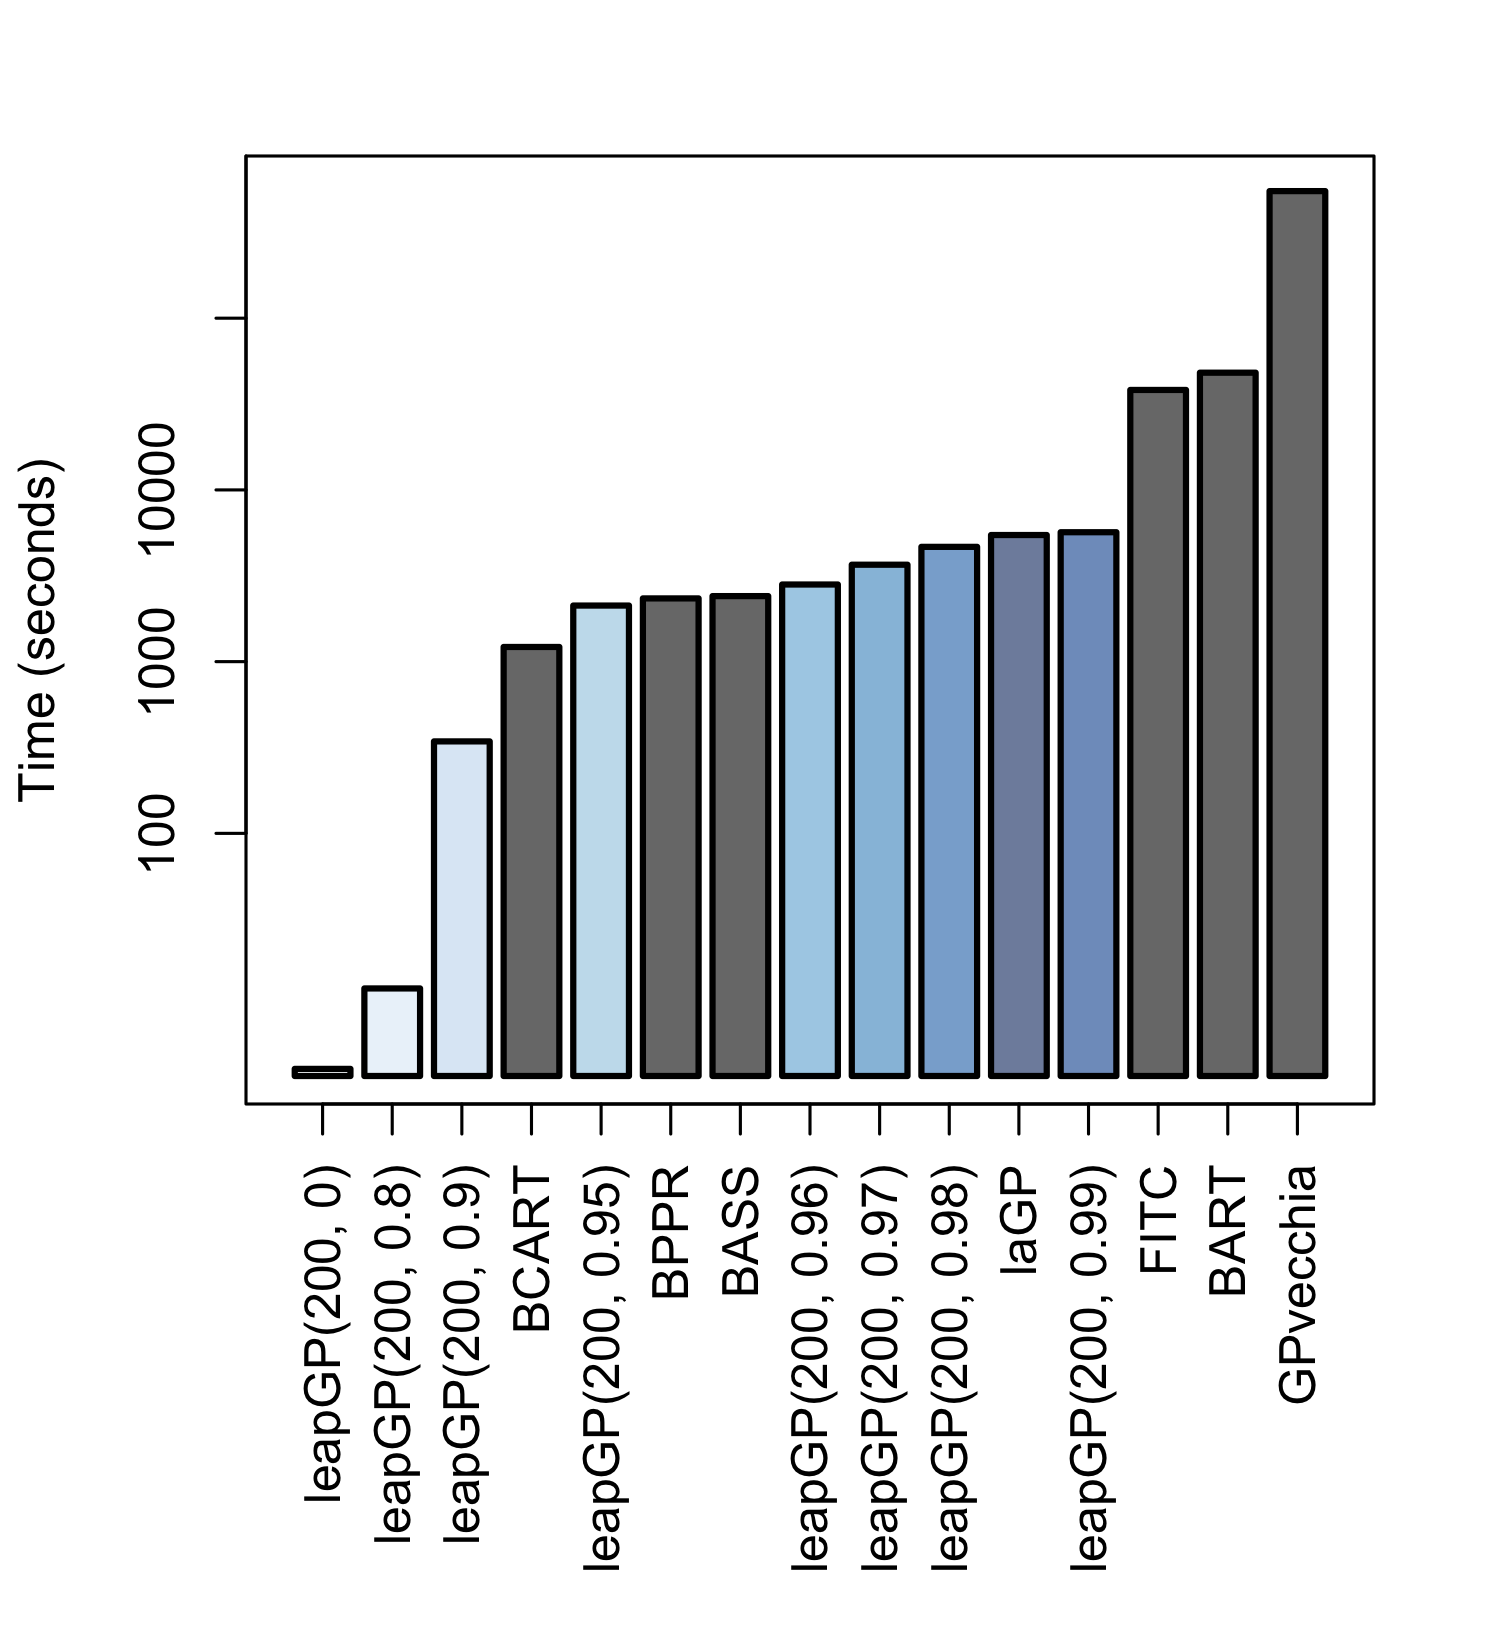 Time (seconds)
10000
1000
100
leapGP(200, 0)
leapGP(200, 0.8)
leapGP(200, 0.9)
BCART
leapGP(200, 0.95)
BPPR
BASS
leapGP(200, 0.96)
leapGP(200, 0.97)
leapGP(200, 0.98)
laGP
leapGP(200, 0.99)
FITC
BART
GPvecchia